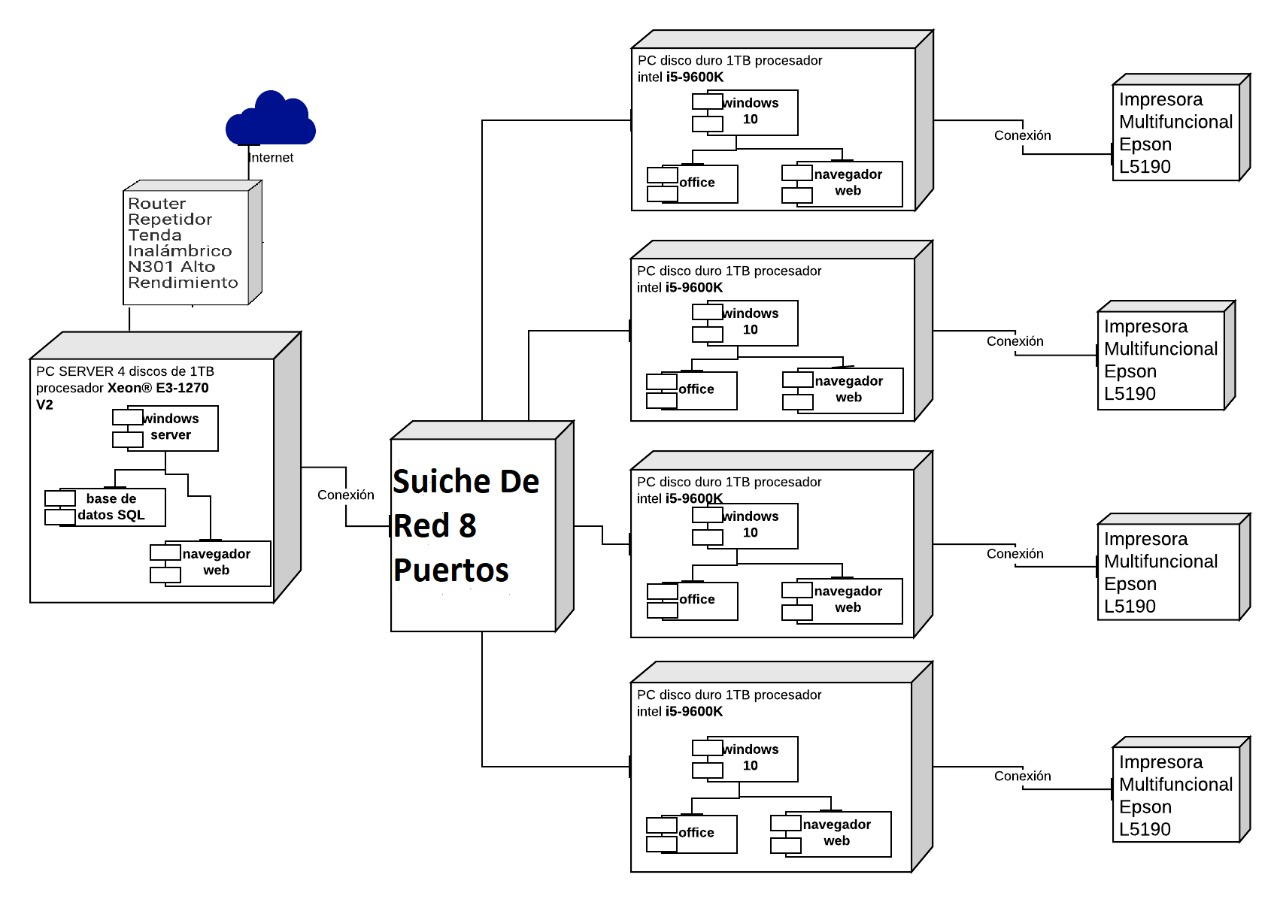 Internet
Router
Repetidor
Tenda
Inalámbrico
N301 Alto
Rendimiento
PC SERVER 4 discos de 1TB
procesador Xeon® E3-1270
V2
windows
server
base de
datos SQL
navegador
web
Conexión
Suiche De
Red 8
Puertos
PC disco duro 1TB procesador
intel i5-9600K
windows
10
office
navegador
web
Conexión
Impresora
Multifuncional
Epson
L5190
PC disco duro 1TB procesador
intel i5-9600K
windows
10
office
navegador
web
Conexión
Impresora
Multifuncional
Epson
L5190
PC disco duro 1TB procesador
intel i5-9600K
windows
10
office
navegador
web
Conexión
Impresora
Multifuncional
Epson
L5190
PC disco duro 1TB procesador
intel i5-9600K
windows
10
office
navegador
web
Conexión
Impresora
Multifuncional
Epson
L5190